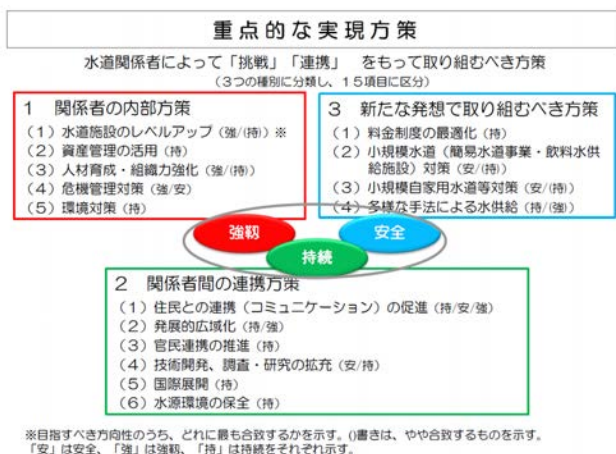 重点的な実現方策
水道関係者によって「挑戦」「連携」 をもって取り組むべき方策
（３つの種別に分類し、１５項目に区分）
１ 関係者の内部方策
（１）水道施設のレベルアップ（強/(持)）※
（２）資産管理の活用（持）
（３）人材育成・組織力強化（強/(持)）
（４）危機管理対策（強/安）
（５）環境対策（持）
３ 新たな発想で取り組むべき方策
（１）料金制度の最適化（持）
（２）小規模水道（簡易水道事業・飲料水供
給施設）対策（安/(持)）
（３）小規模自家用水道等対策（安/(持)）
（４）多様な手法による水供給（持/(強)）
強靱
安全
持続
２ 関係者間の連携方策
（１）住民との連携（コミュニケーション）の促進（持/安/強）
（２）発展的広域化（持/強）
（３）官民連携の推進（持）
（４）技術開発、調査・研究の拡充（安/持）
（５）国際展開（持）
（６）水源環境の保全（持）
※目指すべき方向性のうち、どれに最も合致するかを示す。()書きは、やや合致するものを示す。
「安」は安全、「強」は強靱、「持」は持続をそれぞれ示す。